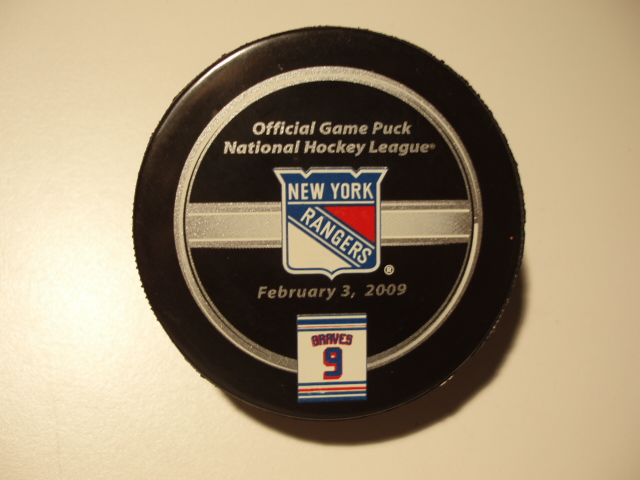 Official Game Puck
National Hockey League®
NEW YORK
RANGERS
®
February 3, 2009
GRAVES
9